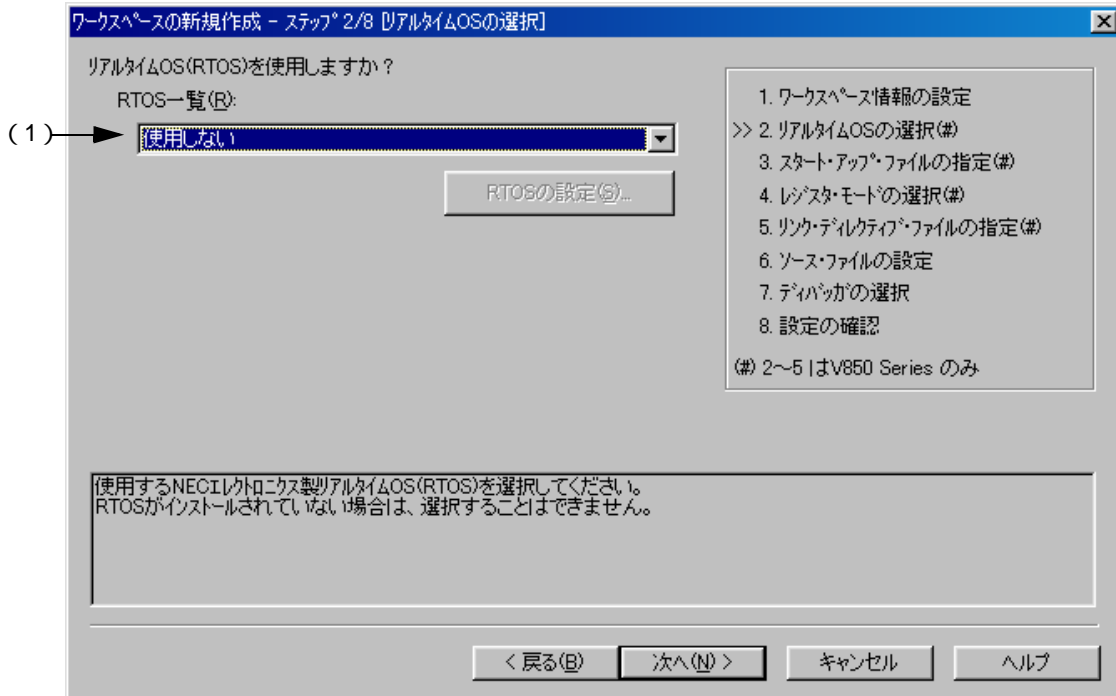 ワークスペースの新規作成 - ステップ 2/8 [リアルタイムOSの選択]
リアルタイムOS(RTOS)を使用しますか？
RTOS一覧(R):
(1)
使用しない
RTOSの設定(S)...
1. ワークスペース情報の設定
>> 2. リアルタイムOSの選択(#)
3. スタート・アップ・ファイルの指定(#)
4. レジスタ・モードの選択(#)
5. リンク・ディレクティブ・ファイルの指定(#)
6. ソース・ファイルの設定
7. ディバッガの選択
8. 設定の確認
(#) 2～5 はV850 Series のみ
使用するNECエレクトロニクス製リアルタイムOS(RTOS)を選択してください。
RTOSがインストールされていない場合は、選択することはできません。
< 戻る(B)
次へ(N) >
キャンセル
ヘルプ